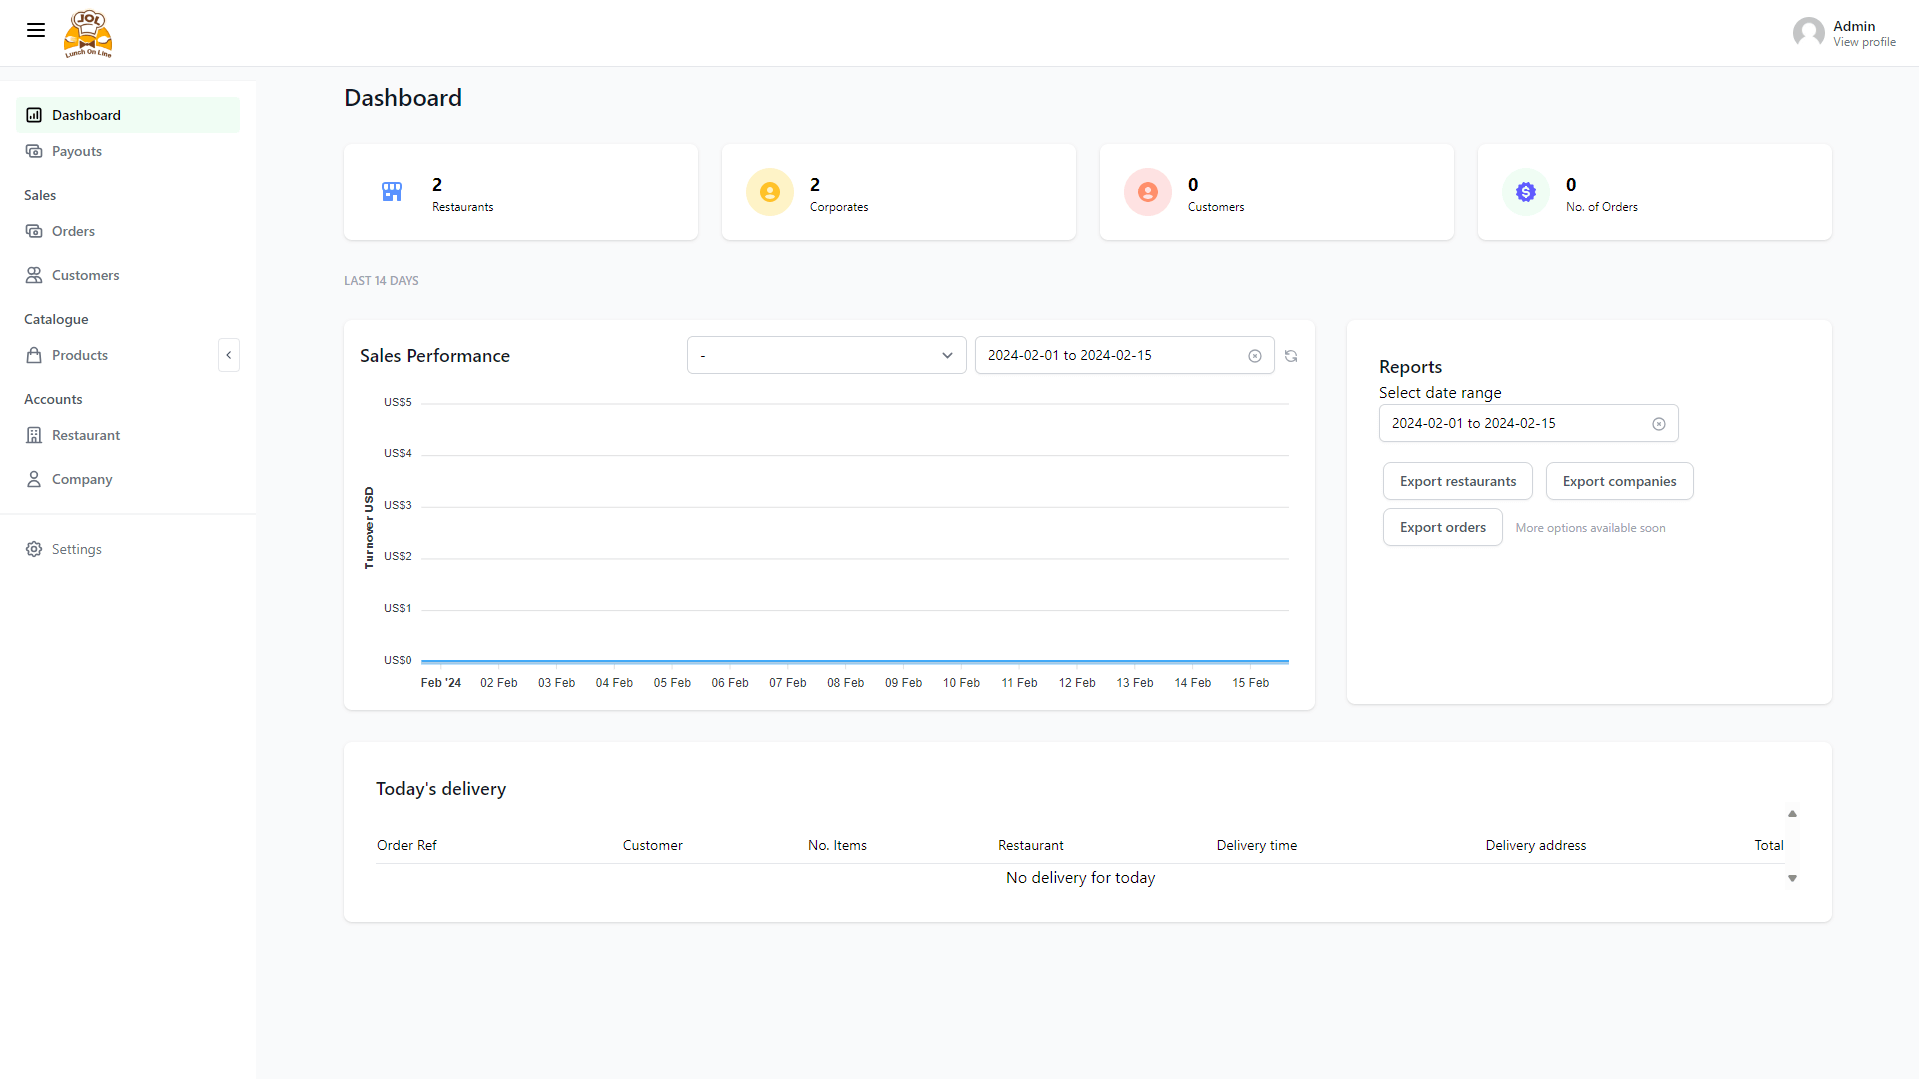 JOL
Lunch On Line
Admin
View profile
Dashboard
Payouts
Sales
Orders
Customers
Catalogue
Products
Accounts
Restaurant
Company
Settings
Dashboard
2
Restaurants
2
Corporates
0
Customers
0
No. of Orders
LAST 14 DAYS
Sales Performance
-
2024-02-01 to 2024-02-15
US$5
US$4
US$3
US$2
US$1
US$0
Turnover USD
Feb '24 02 Feb 03 Feb 04 Feb 05 Feb 06 Feb 07 Feb 08 Feb 09 Feb 10 Feb 11 Feb 12 Feb 13 Feb 14 Feb 15 Feb
Reports
Select date range
2024-02-01 to 2024-02-15
Export restaurants Export companies
Export orders More options available soon
Today's delivery
Order Ref Customer No. Items Restaurant Delivery time Delivery address Total
No delivery for today